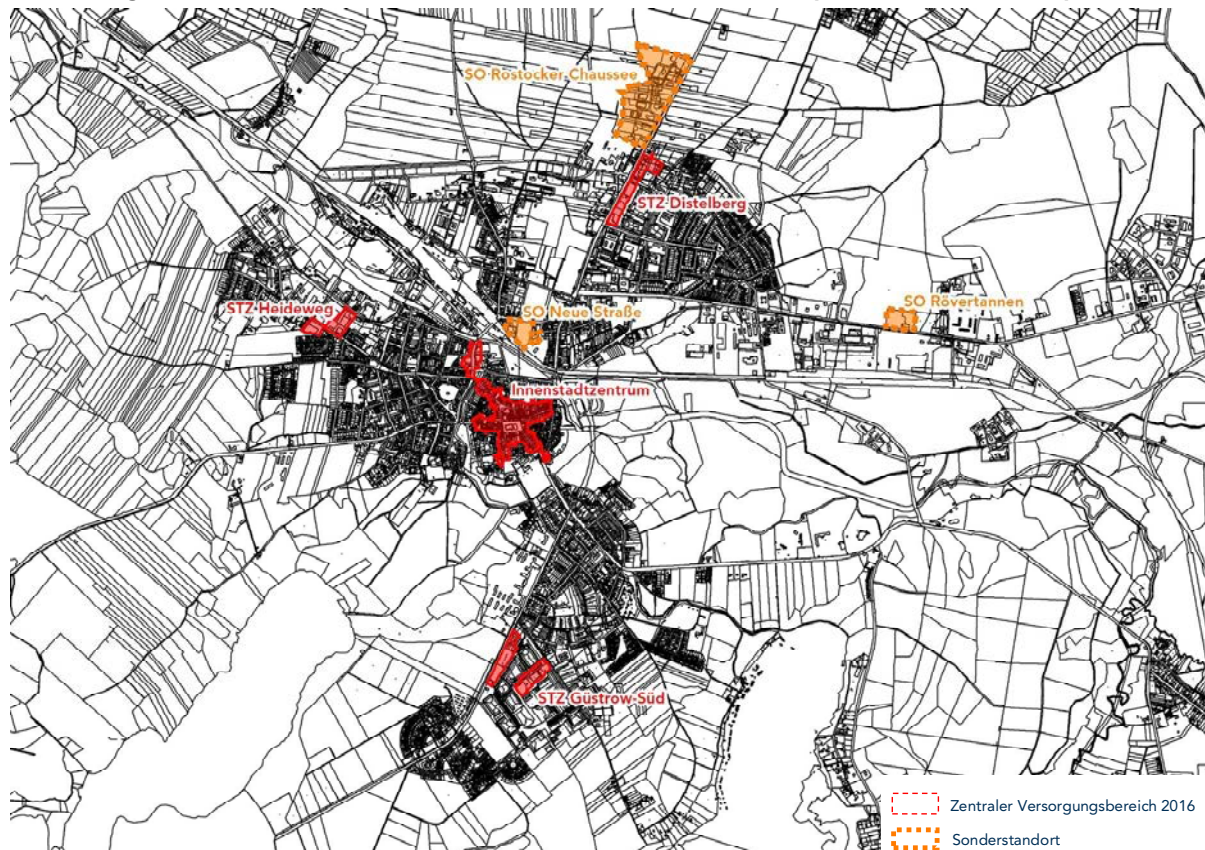 SO Rostocker Chaussee
STZ Distelberg
STZ Heideweg
SO Neue Straße
SO Rövertannen
Innenstadtzentrum
STZ Güstrow-Süd
Zentraler Versorgungsbereich 2016
Sonderstandort